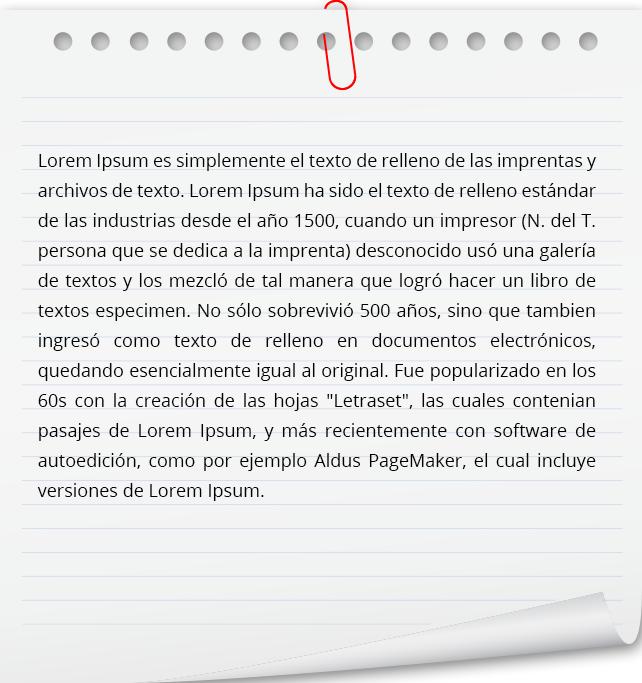 Lorem Ipsum es simplemente el texto de relleno de las imprentas y
archivos de texto. Lorem Ipsum ha sido el texto de relleno estándar
de las industrias desde el año 1500, cuando un impresor (N. del T.
persona que se dedica a la imprenta) desconocido usó una galería
de textos y los mezcló de tal manera que logró hacer un libro de
textos especimen. No sólo sobrevivió 500 años, sino que tambien
ingresó como texto de relleno en documentos electrónicos,
quedando esencialmente igual al original. Fue popularizado en los
60s con la creación de las hojas "Letraset", las cuales contenian
pasajes de Lorem Ipsum, y más recientemente con software de
autoedición, como por ejemplo Aldus PageMaker, el cual incluye
versiones de Lorem Ipsum.